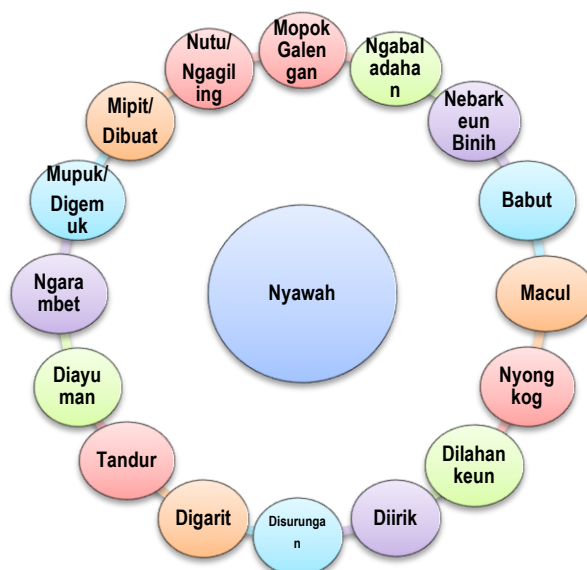 Mopok
Galen
gan
Ngabal
adaha
n
Nebark
eun
Binih
Babut
Macul
Nyong
kog
Dilahan
keun
Diirik
Disurunga
n
Digarit
Tandur
Diayu
man
Ngara
mbet
Mupuk/
Digem
uk
Mipit/
Dibuat
Nutu/
Ngagil
ing
Nyawah